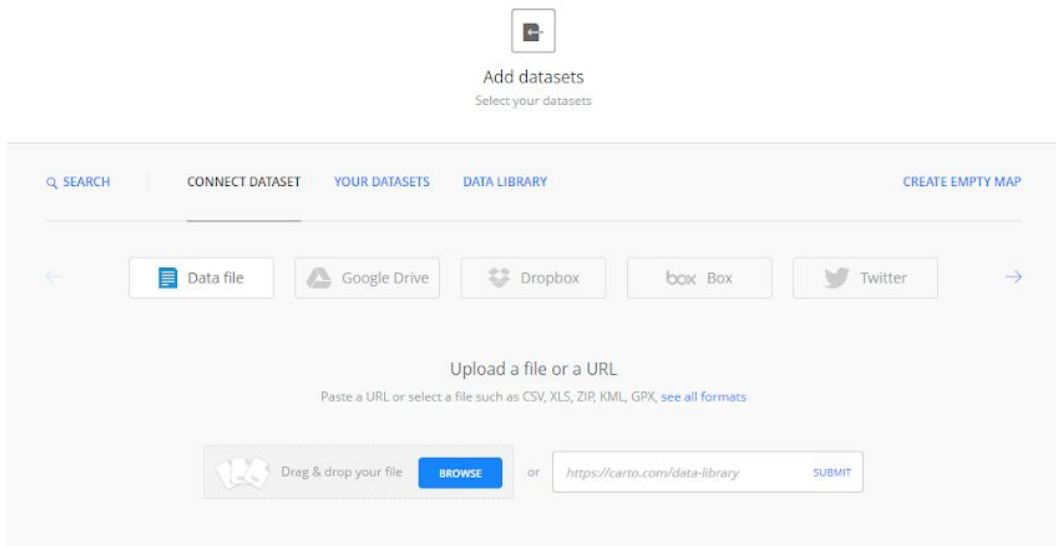 Add datasets
Select your datasets
SEARCH CONNECT DATASET YOUR DATASETS DATA LIBRARY CREATE EMPTY MAP
Data file Google Drive Dropbox box Box Twitter
Upload a file or a URL
Paste a URL or select a file such as CSV, XLS, ZIP, KML, GPX, see all formats
Drag & drop your file BROWSE or https://carto.com/data-library SUBMIT